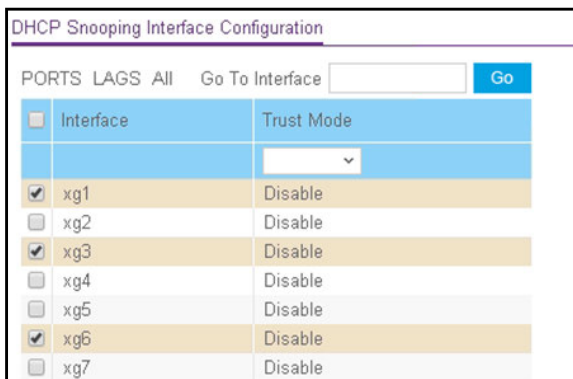 DHCP Snooping Interface Configuration
PORTS LAGS All Go To Interface Go
Interface Trust Mode
xg1 Disable
xg2 Disable
xg3 Disable
xg4 Disable
xg5 Disable
xg6 Disable
xg7 Disable